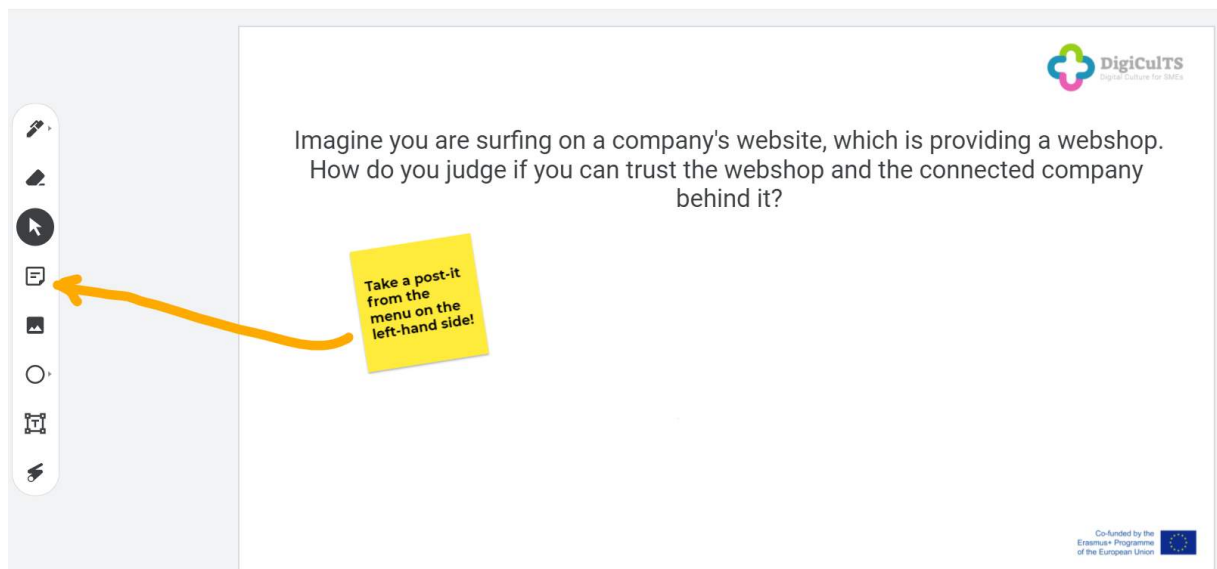 DigiCulTS
Digital Culture for SMEs
Imagine you are surfing on a company's website, which is providing a webshop.
How do you judge if you can trust the webshop and the connected company
behind it?
Take a post-it
from the
menu on the
left-hand side!
Co-funded by the
Erasmus+ Programme
of the European Union